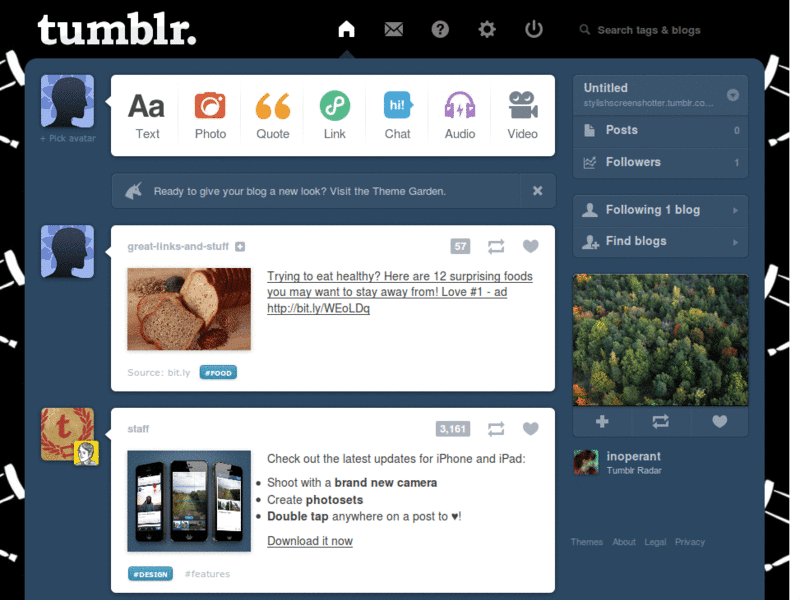 tumblr.
Search tags & blogs
+ Pick avatar
Aa
hi!
Text
Photo
Quote
Link
Chat
Audio
Video
Ready to give your blog a new look? Visit the Theme Garden.
great-links-and-stuff
57
Trying to eat healthy? Here are 12 surprising foods
you may want to stay away from! Love #1 - ad
http://bit.ly/WEoLDq
Source: bit.ly
#FOOD
staff
3,161
t
Check out the latest updates for iPhone and iPad:
Shoot with a brand new camera
Create photosets
Double tap anywhere on a post to ♥!
Download it now
#DESIGN
#features
Untitled
stylishscreenshotter.tumblr.co...
Posts
0
Followers
1
Following 1 blog
Find blogs
inoperant
Tumblr Radar
Themes
About
Legal
Privacy